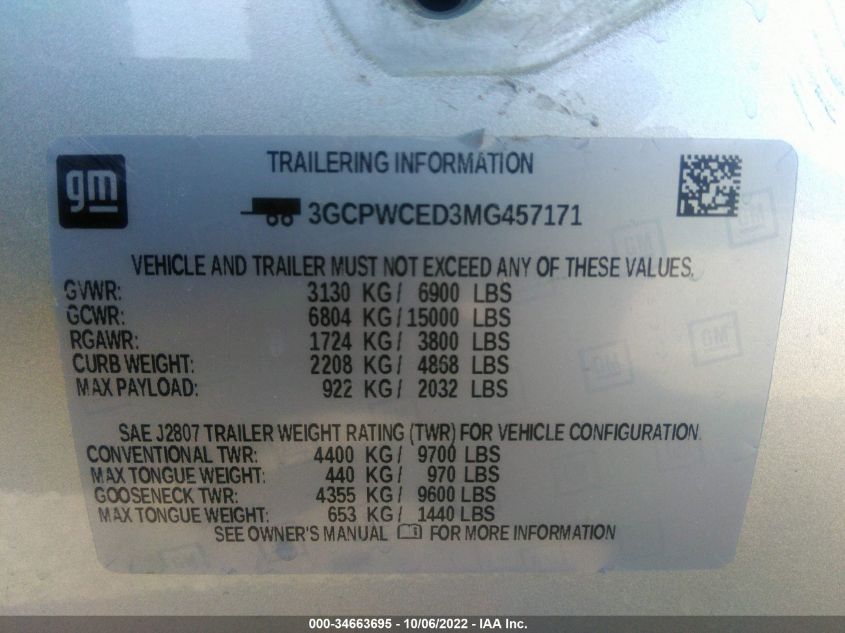 TRAILERING INFORMATION
gm
3GCPWCED3MG457171
VEHICLE AND TRAILER MUST NOT EXCEED ANY OF THESE VALUES.
GVWR: 3130 KG/ 6900 LBS
GCWR: 6804 KG/15000 LBS
RGAWR: 1724 KG/ 3800 LBS
CURB WEIGHT: 2208 KG/ 4868 LBS
MAX PAYLOAD: 922 KG/ 2032 LBS
SAE J2807 TRAILER WEIGHT RATING (TWR) FOR VEHICLE CONFIGURATION.
CONVENTIONAL TWR: 4400 KG/ 9700 LBS
MAX TONGUE WEIGHT: 440 KG/ 970 LBS
GOOSENECK TWR: 4355 KG/ 9600 LBS
MAX TONGUE WEIGHT: 653 KG/ 1440 LBS
SEE OWNER'S MANUAL FOR MORE INFORMATION
000-34663695 - 10/06/2022 - IAA Inc.